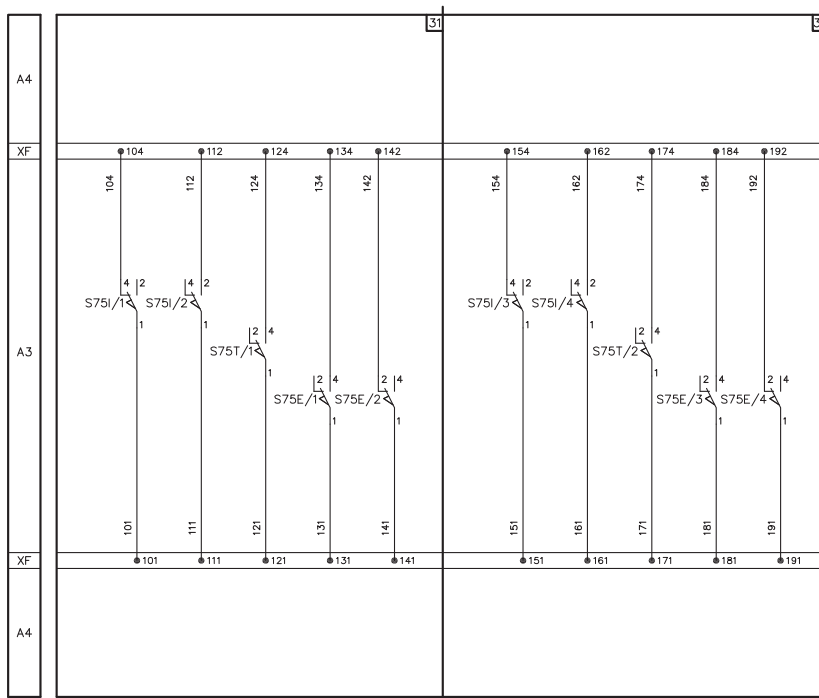 31 3
A4
XF 104 112 124 134 142 154 162 174 184 192
104 112 124 134 142 154 162 174 184 192
4 2 4 2 4 2 4 2
S75I/1 S75I/2 S75I/3 S75I/4
1 1 1 1
2 4 2 4
A3 S75T/1 S75T/2
1 1
2 4 2 4 2 4 2 4
S75E/1 S75E/2 S75E/3 S75E/4
1 1 1 1
101 111 121 131 141 151 161 171 181 191
XF 101 111 121 131 141 151 161 171 181 191
A4